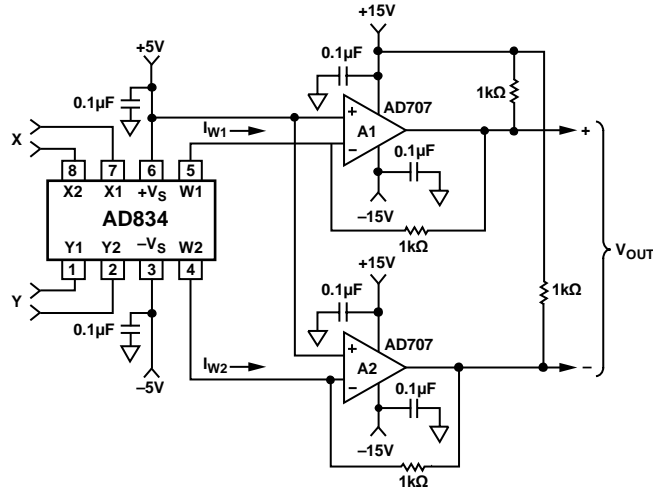 +15V
+5V
0.1µF
1kΩ
AD707
0.1µF
I_W1
+
A1
−
+
X
0.1µF
8 7 6 5
X2 X1 +V_S W1
−15V
AD834
1kΩ
V_OUT
−V_S
Y1 Y2 W2
+15V
1 2 3 4
1kΩ
Y
0.1µF
AD707
0.1µF
+
I_W2
A2
−
−
0.1µF
−5V
−15V
1kΩ